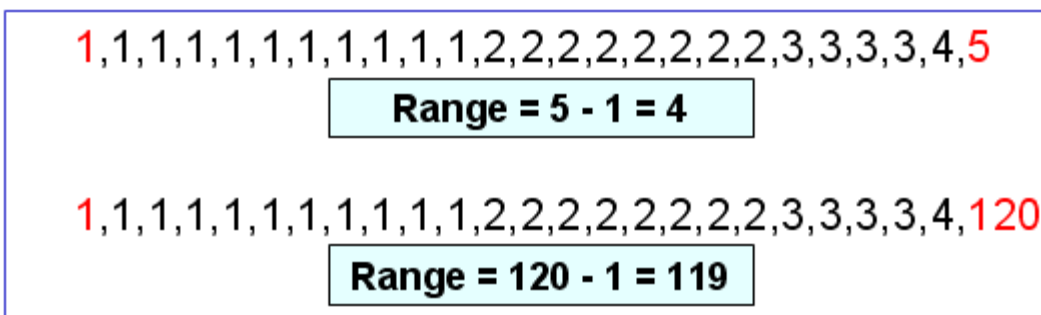 1,1,1,1,1,1,1,1,1,1,1,2,2,2,2,2,2,2,2,3,3,3,3,4,5
Range = 5 - 1 = 4
1,1,1,1,1,1,1,1,1,1,1,2,2,2,2,2,2,2,2,3,3,3,3,4,120
Range = 120 - 1 = 119